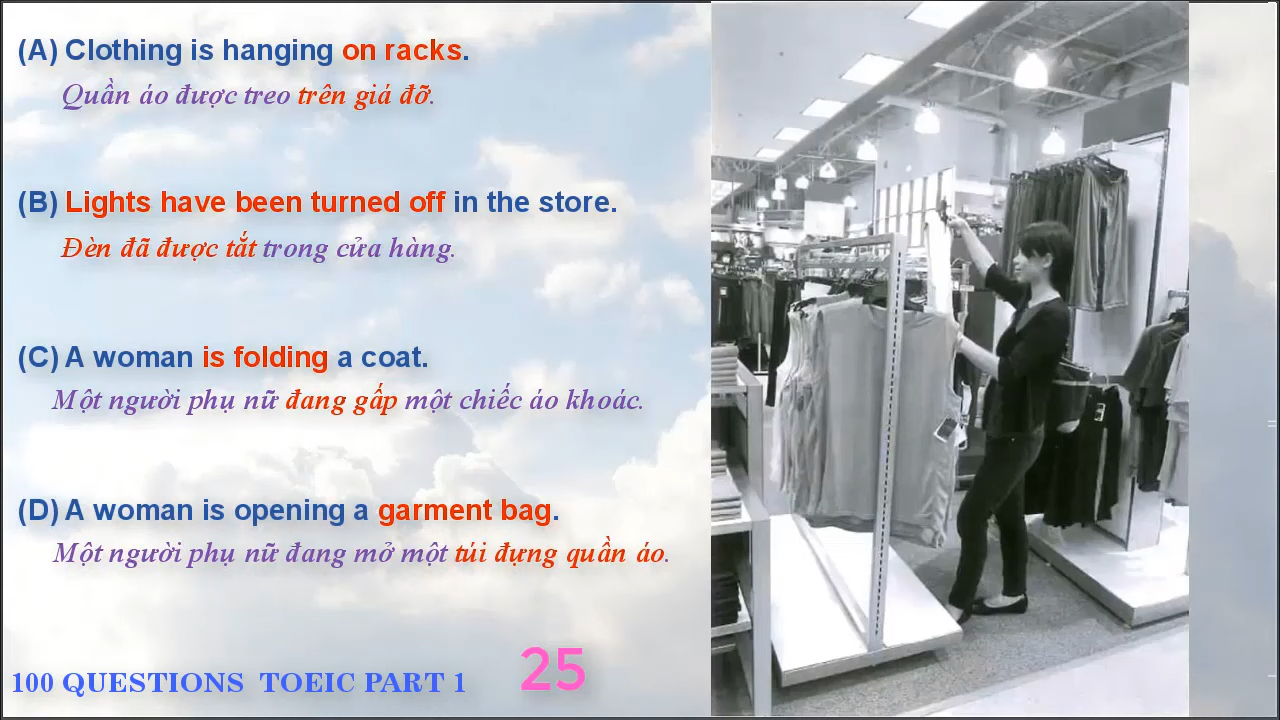 (A) Clothing is hanging on racks.
Quần áo được treo trên giá đỡ.
(B) Lights have been turned off in the store.
Đèn đã được tắt trong cửa hàng.
(C) A woman is folding a coat.
Một người phụ nữ đang gấp một chiếc áo khoác.
(D) A woman is opening a garment bag.
Một người phụ nữ đang mở một túi đựng quần áo.
100 QUESTIONS TOEIC PART 1 25